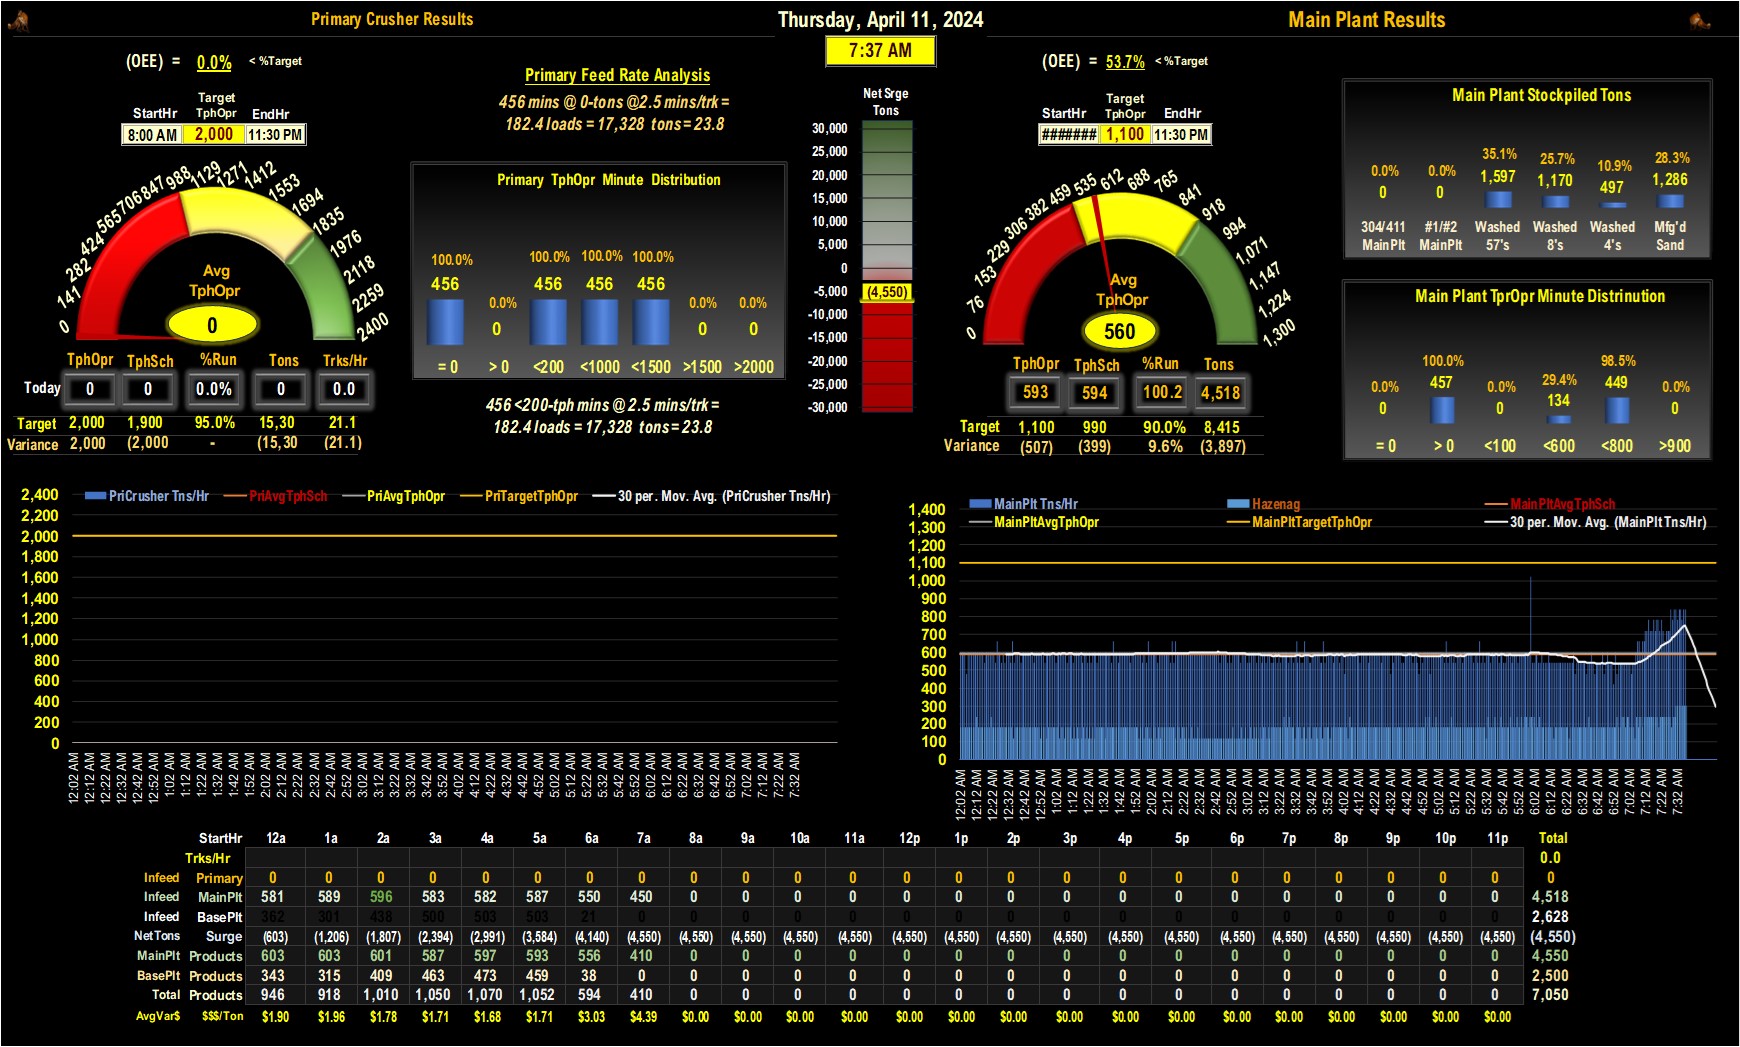 Primary Crusher Results
Thursday, April 11, 2024
Main Plant Results
7:37 AM
(OEE) = 0.0% < %Target
StartHr Target TphOpr EndHr
8:00 AM 2,000 11:30 PM
0 141 282 424 565 706 847 988 1129 1271 1412 1553 1694 1835 1976 2118 2259 2400
Avg
TphOpr
0
TphOpr TphSch %Run Tons Trks/Hr
Today 0 0 0.0% 0 0.0
Target 2,000 1,900 95.0% 15,30 21.1
Variance 2,000 (2,000 - (15,30 (21.1)
Primary Feed Rate Analysis
456 mins @ 0-tons @2.5 mins/trk =
182.4 loads = 17,328 tons = 23.8
Primary TphOpr Minute Distribution
100.0% 0.0% 100.0% 100.0% 100.0% 0.0% 0.0%
456 0 456 456 456 0 0
= 0 > 0 <200 <1000 <1500 >1500 >2000
456 <200-tph mins @ 2.5 mins/trk =
182.4 loads = 17,328 tons = 23.8
Net Srge
Tons
30,000
25,000
20,000
15,000
10,000
5,000
0
-5,000
(4,550)
-10,000
-15,000
-20,000
-25,000
-30,000
(OEE) = 53.7% < %Target
StartHr Target TphOpr EndHr
####### 1,100 11:30 PM
0 76 153 229 306 382 459 535 612 688 765 841 918 994 1,071 1,147 1,224 1,300
Avg
TphOpr
560
TphOpr TphSch %Run Tons
593 594 100.2 4,518
Target 1,100 990 90.0% 8,415
Variance (507) (399) 9.6% (3,897)
Main Plant Stockpiled Tons
0.0% 0.0% 35.1% 25.7% 10.9% 28.3%
0 0 1,597 1,170 497 1,286
304/411 #1/#2 Washed Washed Washed Mfg'd
MainPlt MainPlt 57's 8's 4's Sand
Main Plant TprOpr Minute Distrinution
0.0% 100.0% 0.0% 29.4% 98.5% 0.0%
0 457 0 134 449 0
= 0 > 0 <100 <600 <800 >900
PriCrusher Tns/Hr PriAvgTphSch PriAvgTphOpr PriTargetTphOpr 30 per. Mov. Avg. (PriCrusher Tns/Hr)
2,400
2,200
2,000
1,800
1,600
1,400
1,200
1,000
800
600
400
200
0
12:02 AM 12:12 AM 12:22 AM 12:32 AM 12:42 AM 12:52 AM 1:02 AM 1:12 AM 1:22 AM 1:32 AM 1:42 AM 1:52 AM 2:02 AM 2:12 AM 2:22 AM 2:32 AM 2:42 AM 2:52 AM 3:02 AM 3:12 AM 3:22 AM 3:32 AM 3:42 AM 3:52 AM 4:02 AM 4:12 AM 4:22 AM 4:32 AM 4:42 AM 4:52 AM 5:02 AM 5:12 AM 5:22 AM 5:32 AM 5:42 AM 5:52 AM 6:02 AM 6:12 AM 6:22 AM 6:32 AM 6:42 AM 6:52 AM 7:02 AM 7:12 AM 7:22 AM 7:32 AM
MainPlt Tns/Hr Hazenag MainPltAvgTphSch
MainPltAvgTphOpr MainPltTargetTphOpr 30 per. Mov. Avg. (MainPlt Tns/Hr)
1,400
1,300
1,200
1,100
1,000
900
800
700
600
500
400
300
200
100
0
12:02 AM 12:12 AM 12:22 AM 12:32 AM 12:42 AM 12:52 AM 1:02 AM 1:12 AM 1:22 AM 1:32 AM 1:42 AM 1:52 AM 2:02 AM 2:12 AM 2:22 AM 2:32 AM 2:42 AM 2:52 AM 3:02 AM 3:12 AM 3:22 AM 3:32 AM 3:42 AM 3:52 AM 4:02 AM 4:12 AM 4:22 AM 4:32 AM 4:42 AM 4:52 AM 5:02 AM 5:12 AM 5:22 AM 5:32 AM 5:42 AM 5:52 AM 6:02 AM 6:12 AM 6:22 AM 6:32 AM 6:42 AM 6:52 AM 7:02 AM 7:12 AM 7:22 AM 7:32 AM
StartHr 12a 1a 2a 3a 4a 5a 6a 7a 8a 9a 10a 11a 12p 1p 2p 3p 4p 5p 6p 7p 8p 9p 10p 11p Total
Trks/Hr 0.0
Infeed Primary 0 0 0 0 0 0 0 0 0 0 0 0 0 0 0 0 0 0 0 0 0 0 0 0 0
Infeed MainPlt 581 589 596 583 582 587 550 450 0 0 0 0 0 0 0 0 0 0 0 0 0 0 0 0 4,518
Infeed BasePlt 362 301 438 500 503 503 21 0 0 0 0 0 0 0 0 0 0 0 0 0 0 0 0 0 2,628
NetTons Surge (603) (1,206) (1,807) (2,394) (2,991) (3,584) (4,140) (4,550) (4,550) (4,550) (4,550) (4,550) (4,550) (4,550) (4,550) (4,550) (4,550) (4,550) (4,550) (4,550) (4,550) (4,550) (4,550) (4,550) (4,550)
MainPlt Products 603 603 601 587 597 593 556 410 0 0 0 0 0 0 0 0 0 0 0 0 0 0 0 0 4,550
BasePlt Products 343 315 409 463 473 459 38 0 0 0 0 0 0 0 0 0 0 0 0 0 0 0 0 0 2,500
Total Products 946 918 1,010 1,050 1,070 1,052 594 410 0 0 0 0 0 0 0 0 0 0 0 0 0 0 0 0 7,050
AvgVar$ $$$/Ton $1.90 $1.96 $1.78 $1.71 $1.68 $1.71 $3.03 $4.39 $0.00 $0.00 $0.00 $0.00 $0.00 $0.00 $0.00 $0.00 $0.00 $0.00 $0.00 $0.00 $0.00 $0.00 $0.00 $0.00